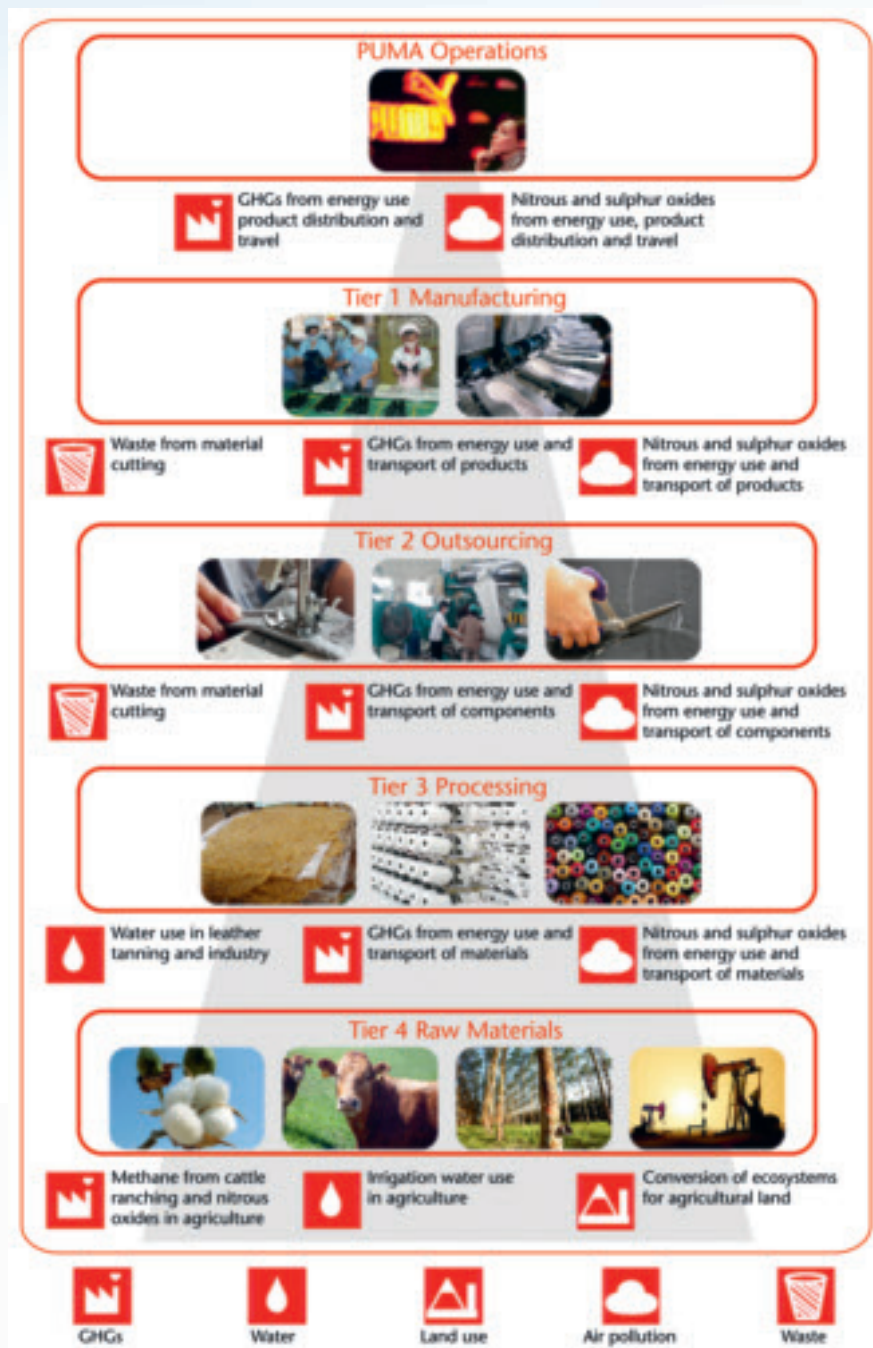 PUMA Operations
GHGs from energy use
product distribution and
travel
Nitrous and sulphur oxides
from energy use, product
distribution and travel
Tier 1 Manufacturing
Waste from material
cutting
GHGs from energy use and
transport of products
Nitrous and sulphur oxides
from energy use and
transport of products
Tier 2 Outsourcing
Waste from material
cutting
GHGs from energy use and
transport of components
Nitrous and sulphur oxides
from energy use and
transport of components
Tier 3 Processing
Water use in leather
tanning and industry
GHGs from energy use and
transport of materials
Nitrous and sulphur oxides
from energy use and
transport of materials
Tier 4 Raw Materials
Methane from cattle
ranching and nitrous
oxides in agriculture
Irrigation water use
in agriculture
Conversion of ecosystems
for agricultural land
GHGs
Water
Land use
Air pollution
Waste